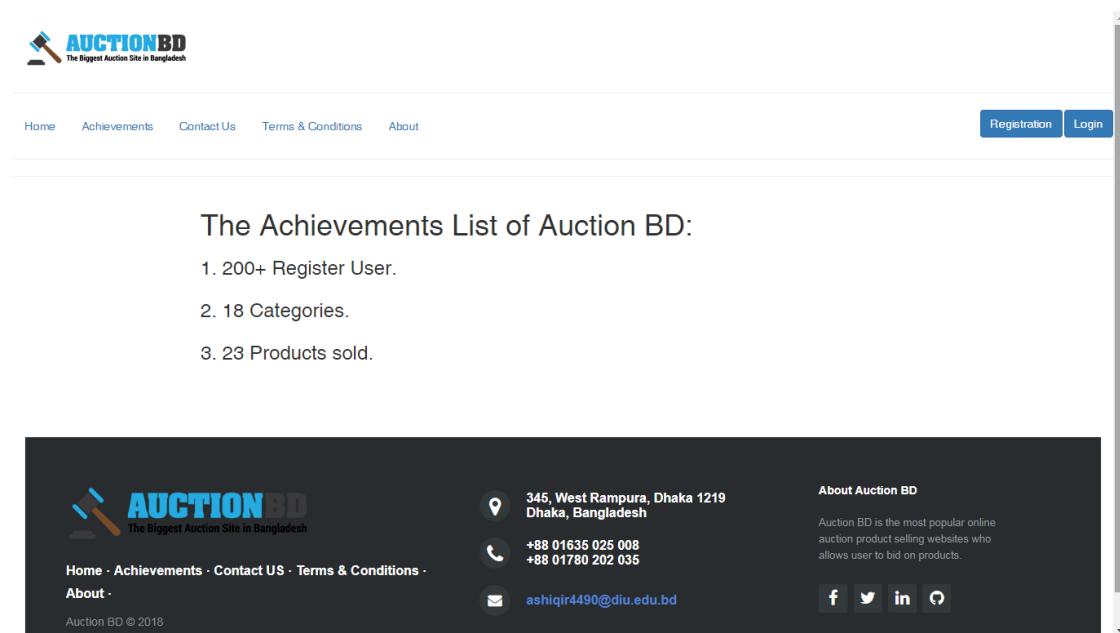 AUCTIONBD
The Biggest Auction Site in Bangladesh
Home Achievements Contact Us Terms & Conditions About Registration Login
The Achievements List of Auction BD:
1. 200+ Register User.
2. 18 Categories.
3. 23 Products sold.
AUCTIONBD
The Biggest Auction Site in Bangladesh
Home · Achievements · Contact US · Terms & Conditions ·
About ·
Auction BD © 2018
345, West Rampura, Dhaka 1219
Dhaka, Bangladesh
+88 01635 025 008
+88 01780 202 035
ashiqir4490@diu.edu.bd
About Auction BD
Auction BD is the most popular online
auction product selling websites who
allows user to bid on products.